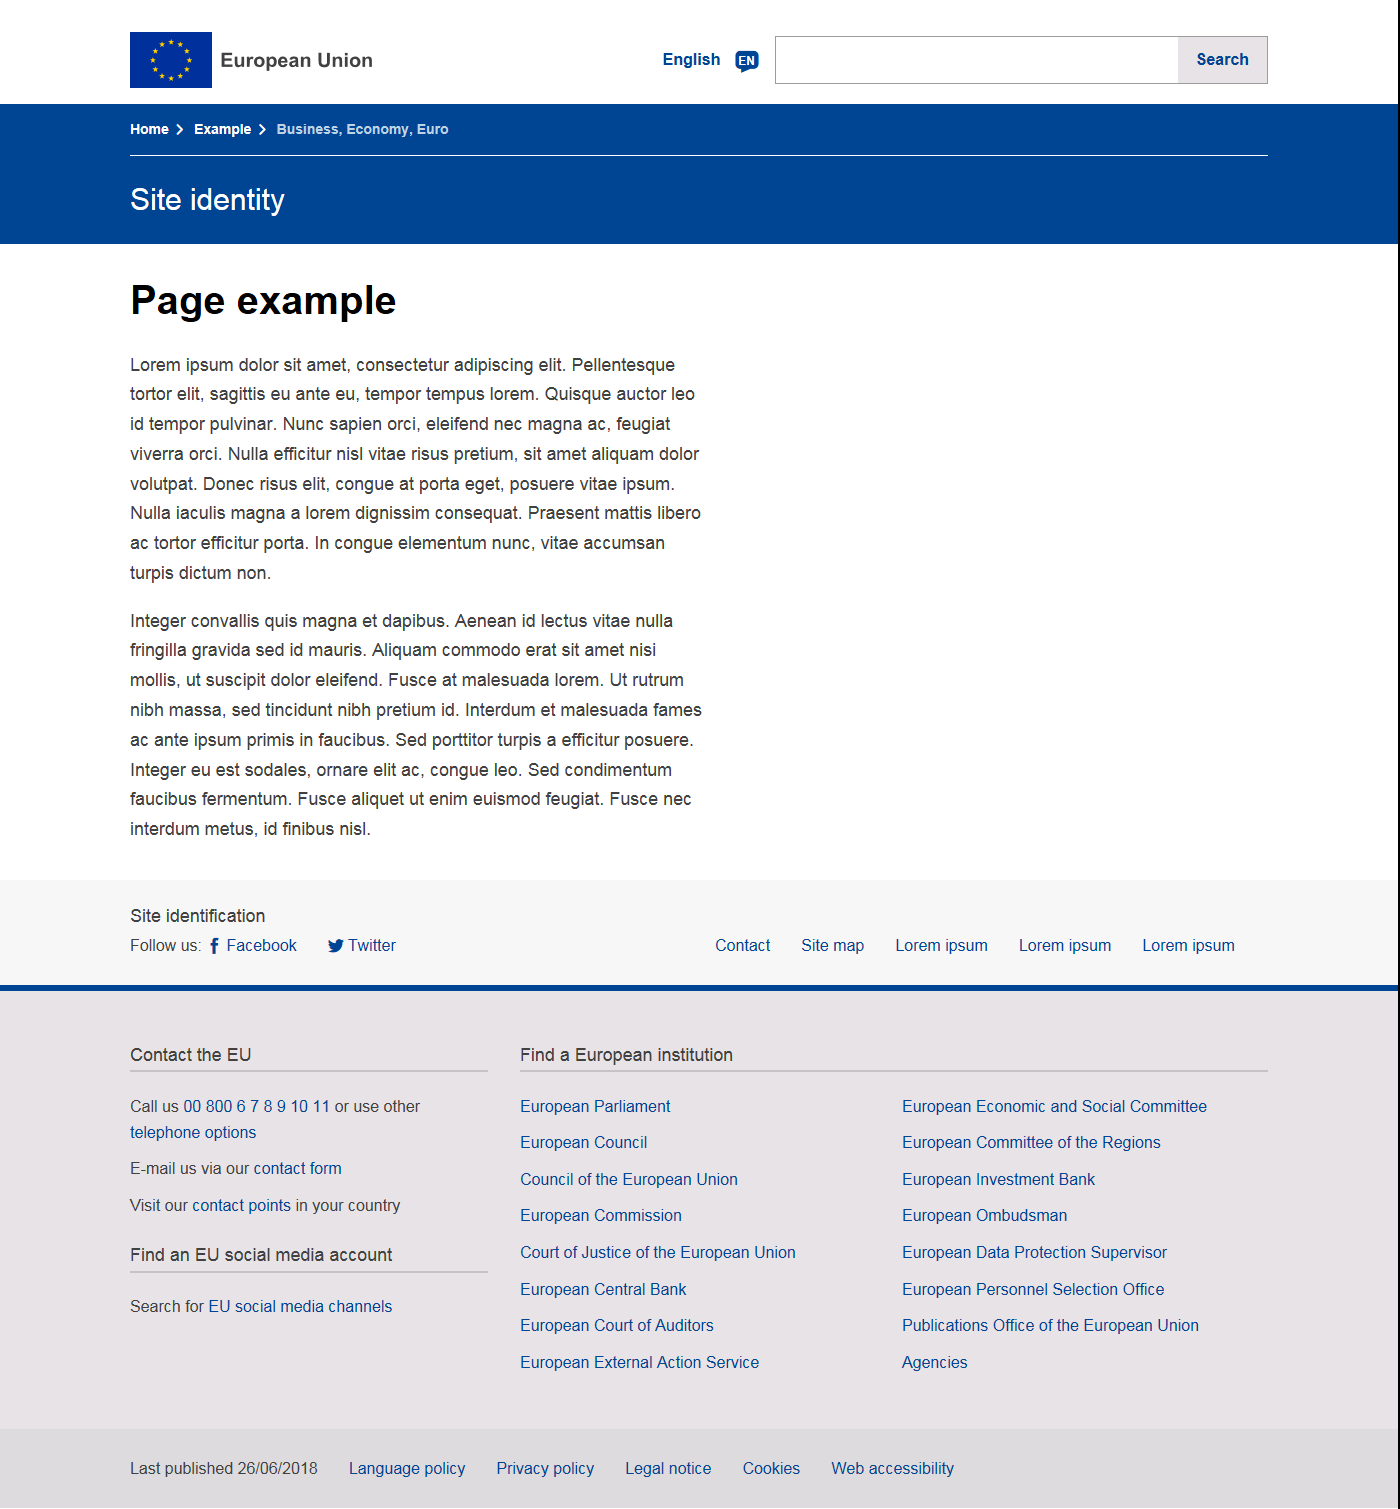 European Union
English EN Search
Home Example Business, Economy, Euro
Site identity
Page example
Lorem ipsum dolor sit amet, consectetur adipiscing elit. Pellentesque
tortor elit, sagittis eu ante eu, tempor tempus lorem. Quisque auctor leo
id tempor pulvinar. Nunc sapien orci, eleifend nec magna ac, feugiat
viverra orci. Nulla efficitur nisl vitae risus pretium, sit amet aliquam dolor
volutpat. Donec risus elit, congue at porta eget, posuere vitae ipsum.
Nulla iaculis magna a lorem dignissim consequat. Praesent mattis libero
ac tortor efficitur porta. In congue elementum nunc, vitae accumsan
turpis dictum non.
Integer convallis quis magna et dapibus. Aenean id lectus vitae nulla
fringilla gravida sed id mauris. Aliquam commodo erat sit amet nisi
mollis, ut suscipit dolor eleifend. Fusce at malesuada lorem. Ut rutrum
nibh massa, sed tincidunt nibh pretium id. Interdum et malesuada fames
ac ante ipsum primis in faucibus. Sed porttitor turpis a efficitur posuere.
Integer eu est sodales, ornare elit ac, congue leo. Sed condimentum
faucibus fermentum. Fusce aliquet ut enim euismod feugiat. Fusce nec
interdum metus, id finibus nisl.
Site identification
Follow us: Facebook Twitter
Contact Site map Lorem ipsum Lorem ipsum Lorem ipsum
Contact the EU
Call us 00 800 6 7 8 9 10 11 or use other
telephone options
E-mail us via our contact form
Visit our contact points in your country
Find an EU social media account
Search for EU social media channels
Find a European institution
European Parliament
European Council
Council of the European Union
European Commission
Court of Justice of the European Union
European Central Bank
European Court of Auditors
European External Action Service
European Economic and Social Committee
European Committee of the Regions
European Investment Bank
European Ombudsman
European Data Protection Supervisor
European Personnel Selection Office
Publications Office of the European Union
Agencies
Last published 26/06/2018 Language policy Privacy policy Legal notice Cookies Web accessibility